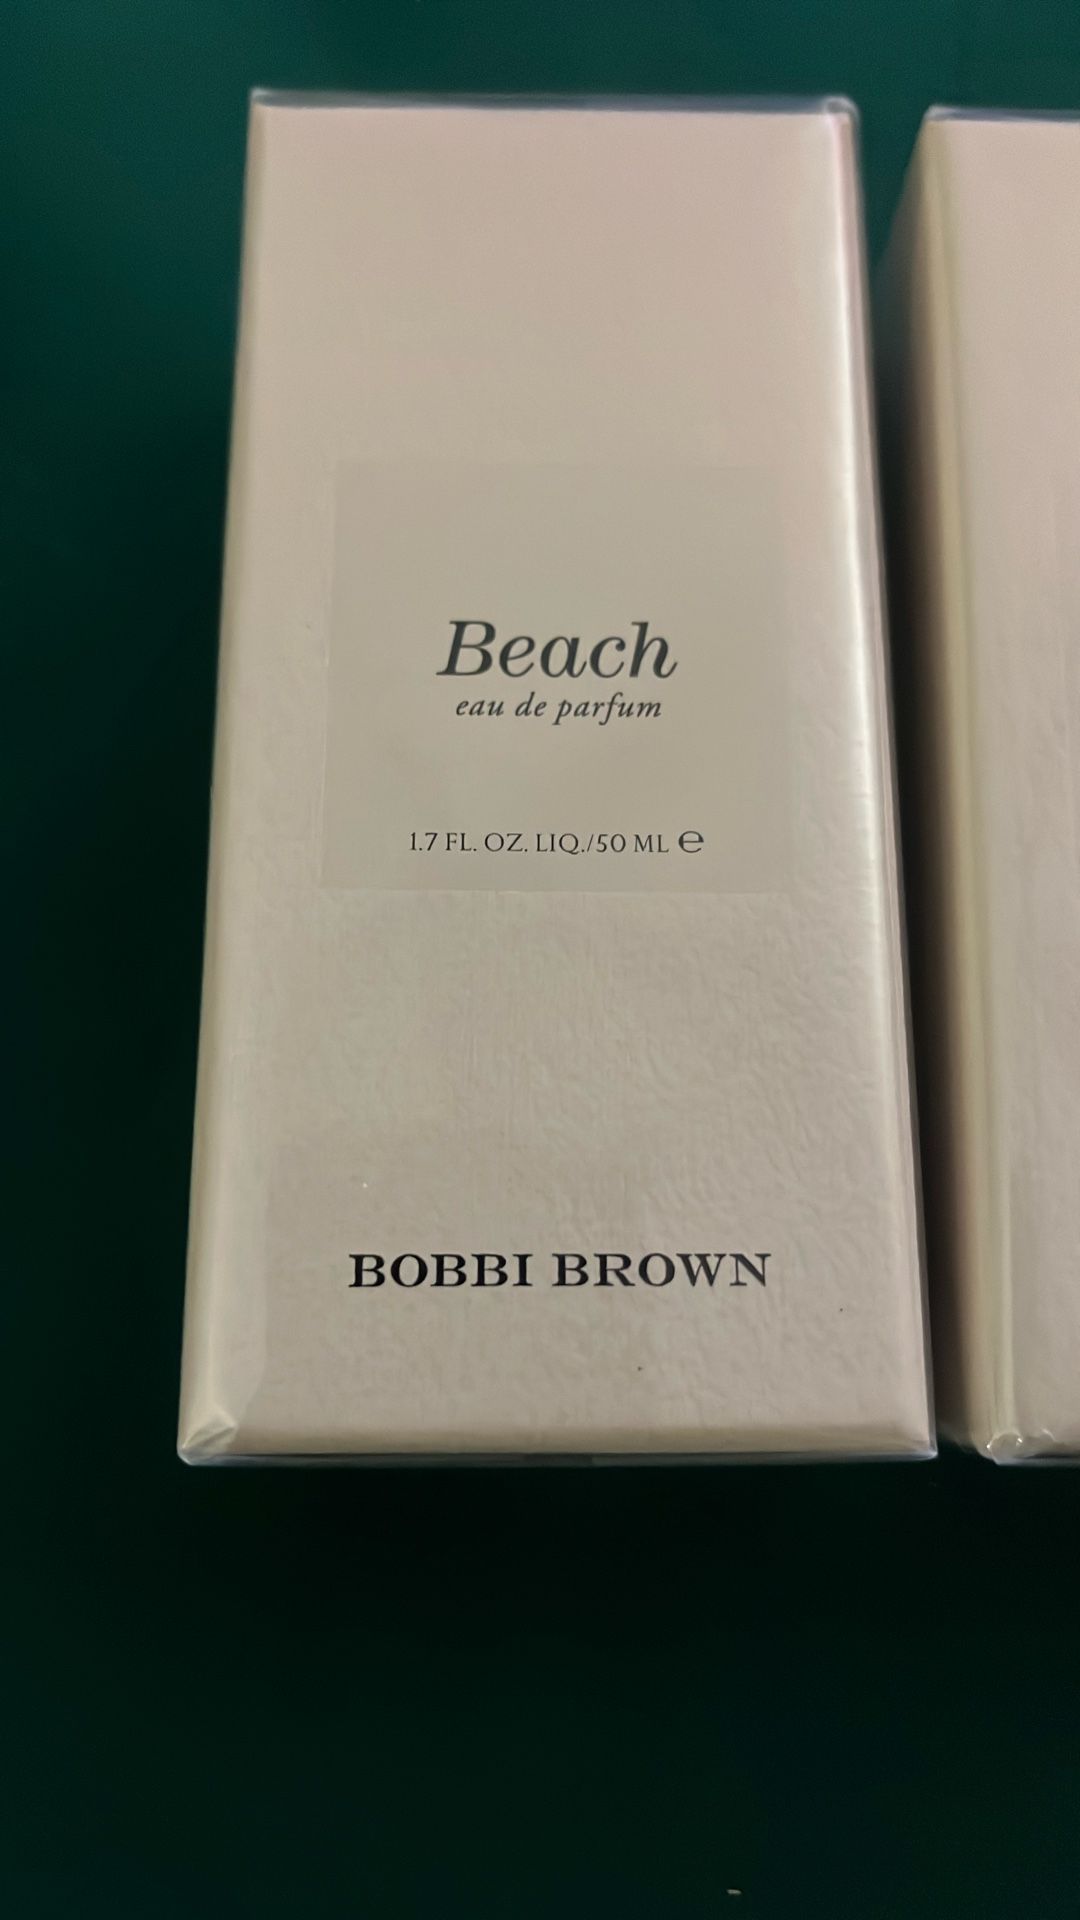 Beach
eau de parfum
1.7 FL. OZ. LIQ./50 ML ℮
BOBBI BROWN